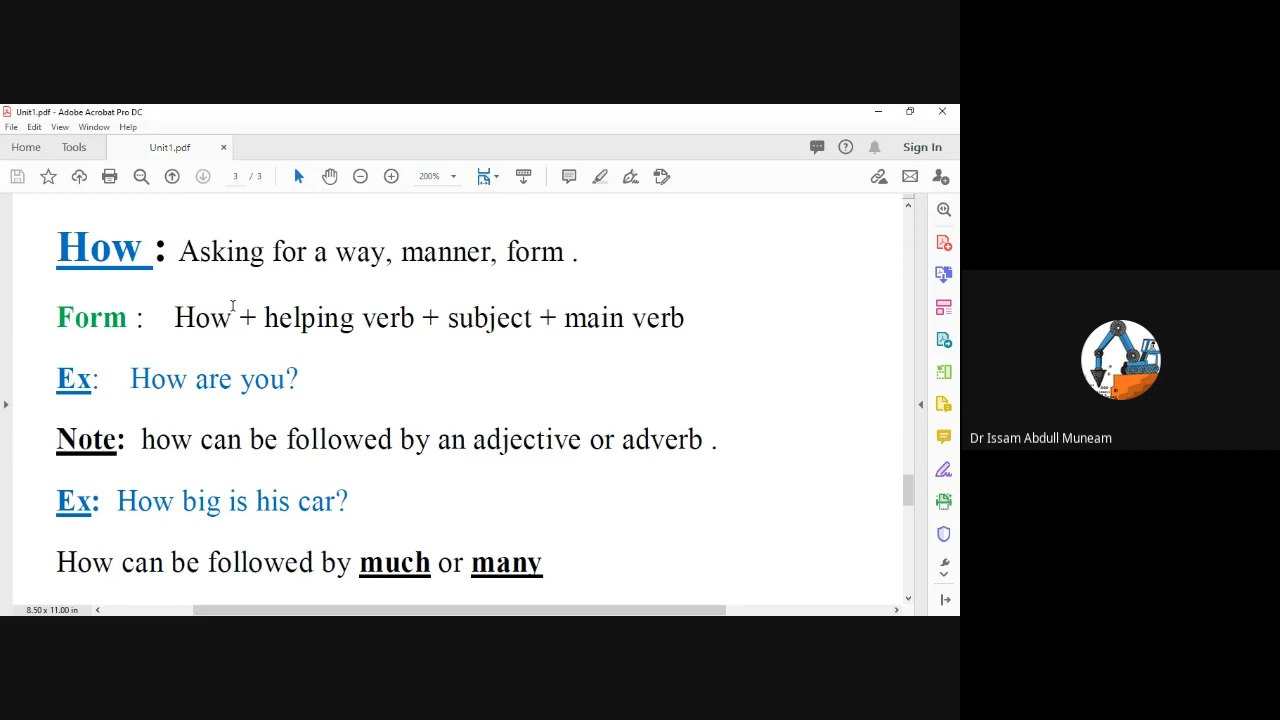 Unit1.pdf - Adobe Acrobat Pro DC
File Edit View Window Help
Home Tools Unit1.pdf × Sign In
3 / 3 200%
How : Asking for a way, manner, form .
Form : How + helping verb + subject + main verb
Ex: How are you?
Note: how can be followed by an adjective or adverb .
Ex: How big is his car?
How can be followed by much or many
8.50 x 11.00 in
Dr Issam Abdull Muneam